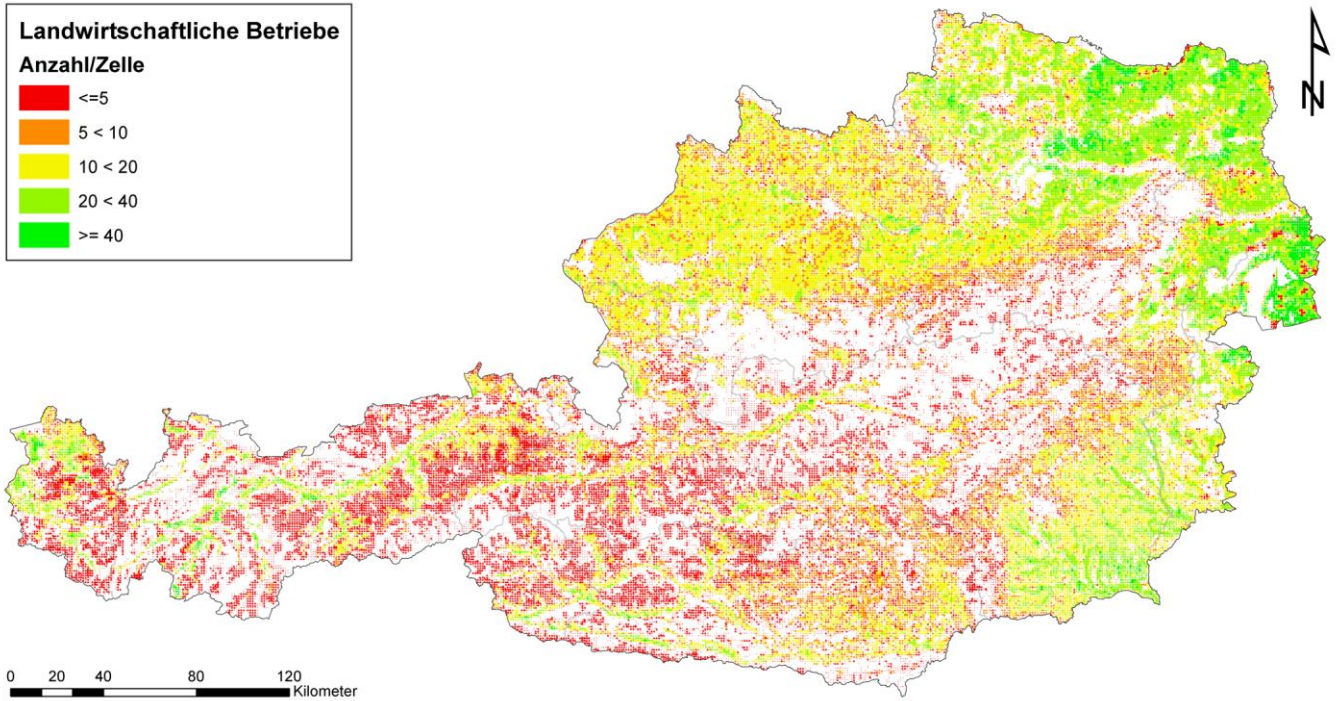 Landwirtschaftliche Betriebe
Anzahl/Zelle
<=5
5 < 10
10 < 20
20 < 40
>= 40
N
0 20 40 80 120
Kilometer